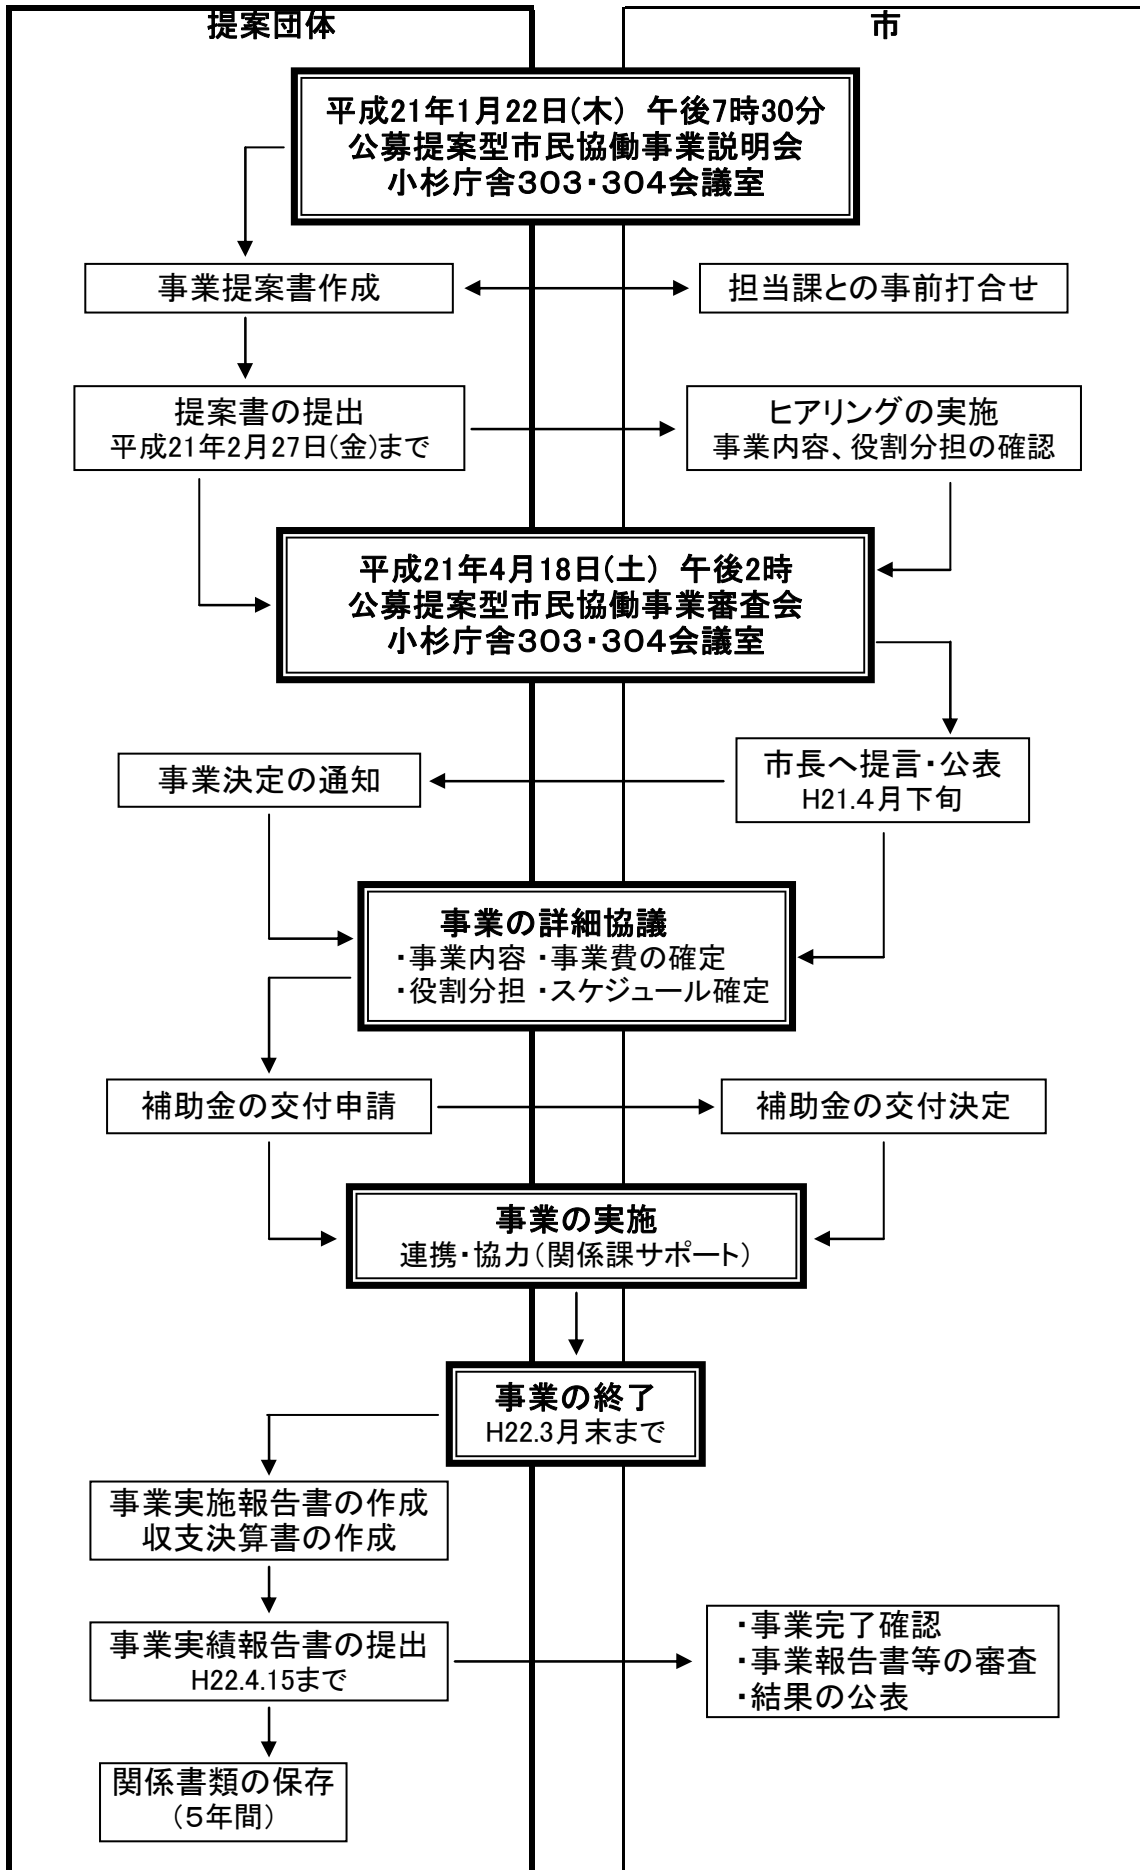 提案団体
市
平成21年1月22日(木) 午後7時30分
公募提案型市民協働事業説明会
小杉庁舎303・304会議室
事業提案書作成
担当課との事前打合せ
提案書の提出
平成21年2月27日(金)まで
ヒアリングの実施
事業内容、役割分担の確認
平成21年4月18日(土) 午後2時
公募提案型市民協働事業審査会
小杉庁舎303・304会議室
事業決定の通知
市長へ提言・公表
H21.4月下旬
事業の詳細協議
・事業内容 ・事業費の確定
・役割分担 ・スケジュール確定
補助金の交付申請
補助金の交付決定
事業の実施
連携・協力(関係課サポート)
事業の終了
H22.3月末まで
事業実施報告書の作成
収支決算書の作成
事業実績報告書の提出
H22.4.15まで
・事業完了確認
・事業報告書等の審査
・結果の公表
関係書類の保存
(5年間)